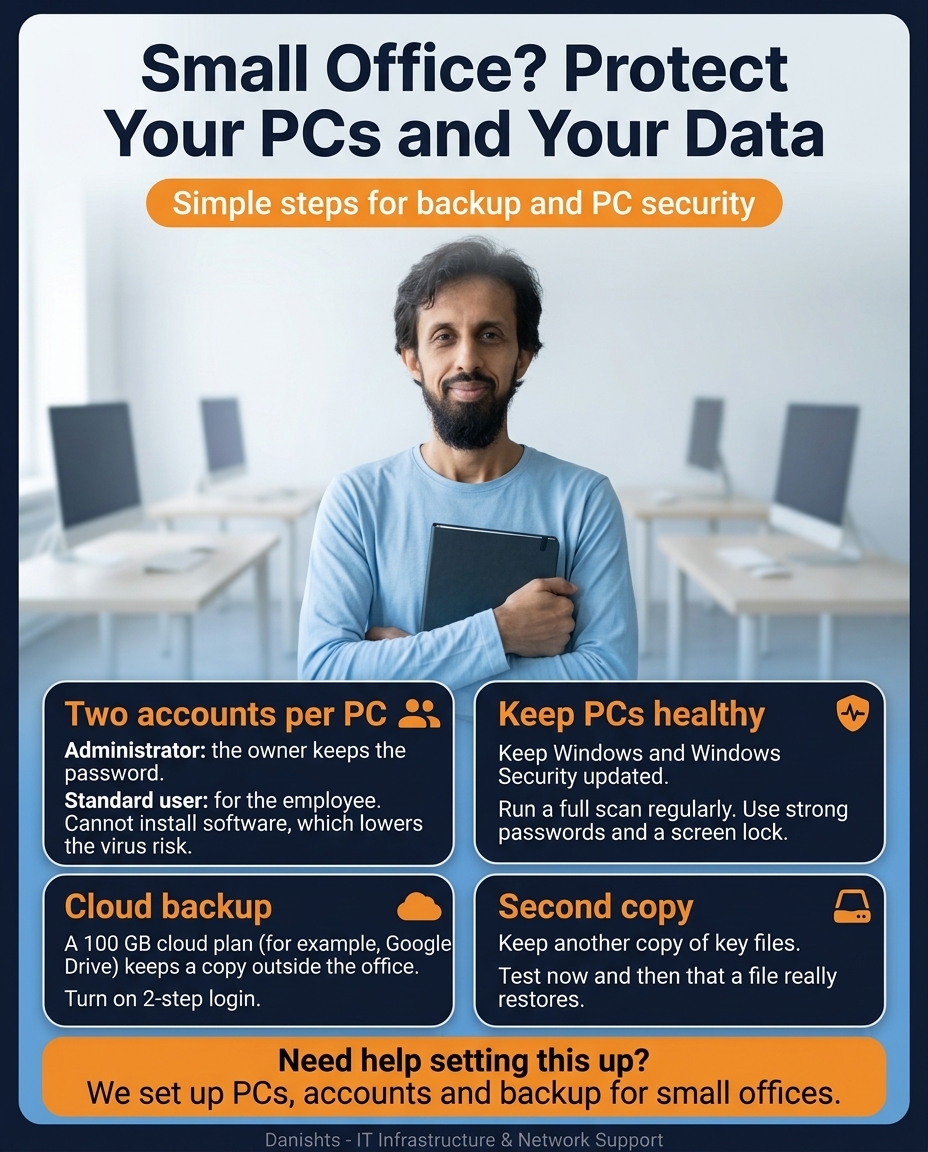 Small Office? Protect
Your PCs and Your Data
Simple steps for backup and PC security
Two accounts per PC
Administrator: the owner keeps the
password.
Standard user: for the employee.
Cannot install software, which lowers
the virus risk.
Keep PCs healthy
Keep Windows and Windows
Security updated.
Run a full scan regularly. Use strong
passwords and a screen lock.
Cloud backup
A 100 GB cloud plan (for example, Google
Drive) keeps a copy outside the office.
Turn on 2-step login.
Second copy
Keep another copy of key files.
Test now and then that a file really
restores.
Need help setting this up?
We set up PCs, accounts and backup for small offices.
Danishts - IT Infrastructure & Network Support